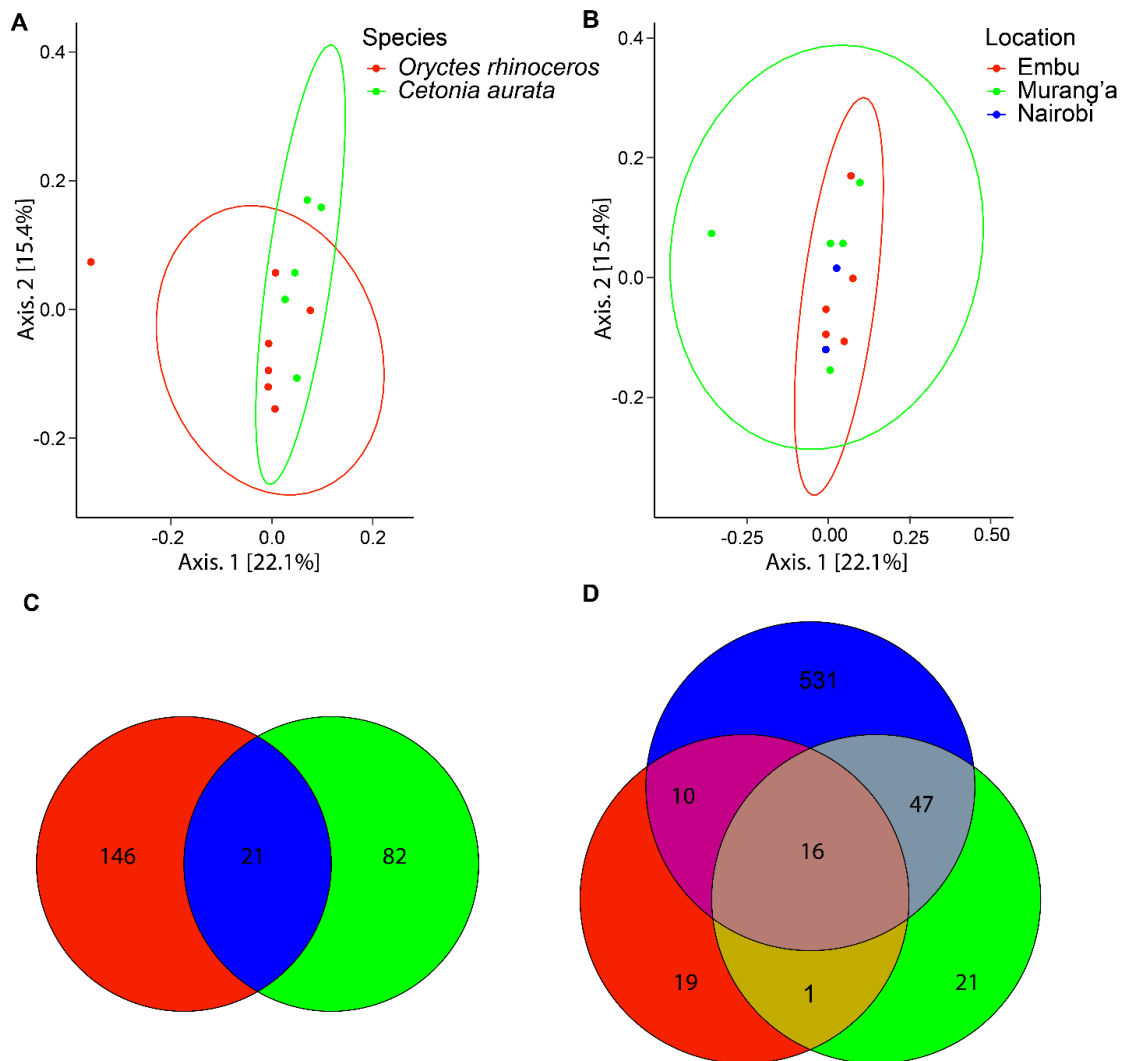 A
Species
Oryctes rhinoceros
Cetonia aurata
0.4
0.2
0.0
-0.2
Axis. 2 [15.4%]
-0.2
0.0
0.2
Axis. 1 [22.1%]
B
Location
Embu
Murang’a
Nairobi
0.4
0.2
0.0
-0.2
Axis. 2 [15.4%]
-0.25
0.00
0.25
0.50
Axis. 1 [22.1%]
C
146
21
82
D
531
10
47
16
19
1
21